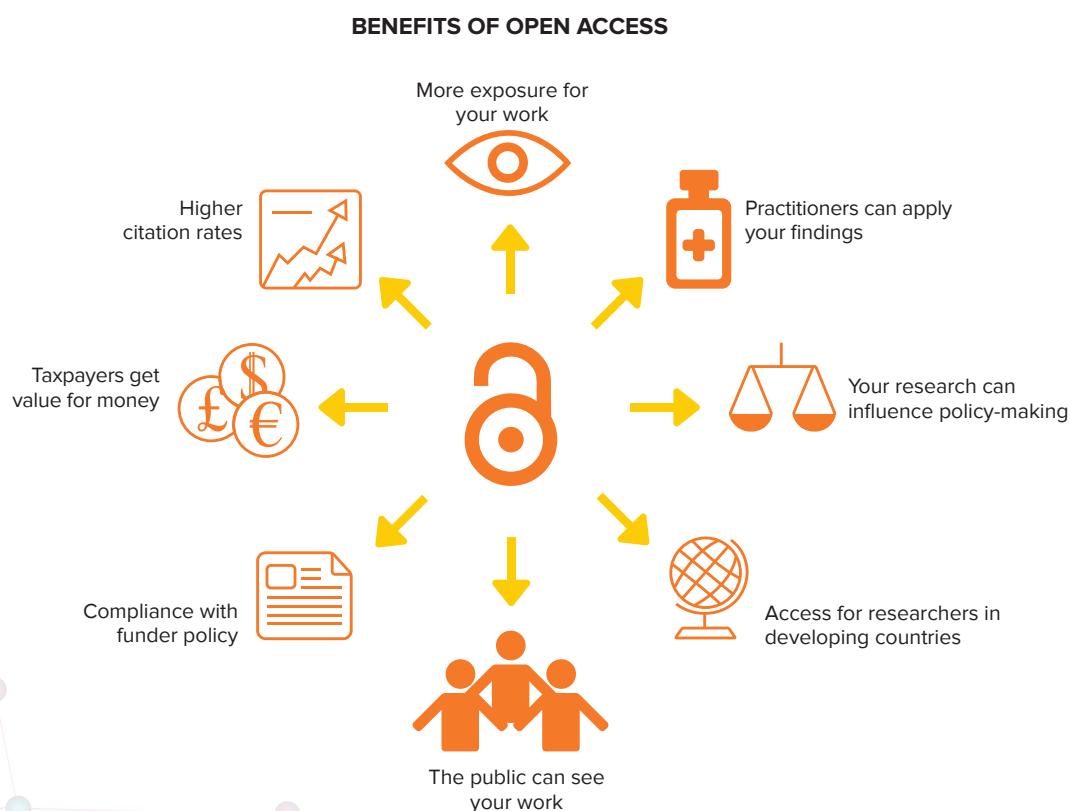 BENEFITS OF OPEN ACCESS
More exposure for
your work
Practitioners can apply
your findings
Your research can
influence policy-making
Access for researchers in
developing countries
The public can see
your work
Compliance with
funder policy
Taxpayers get
value for money
$
£
€
Higher
citation rates